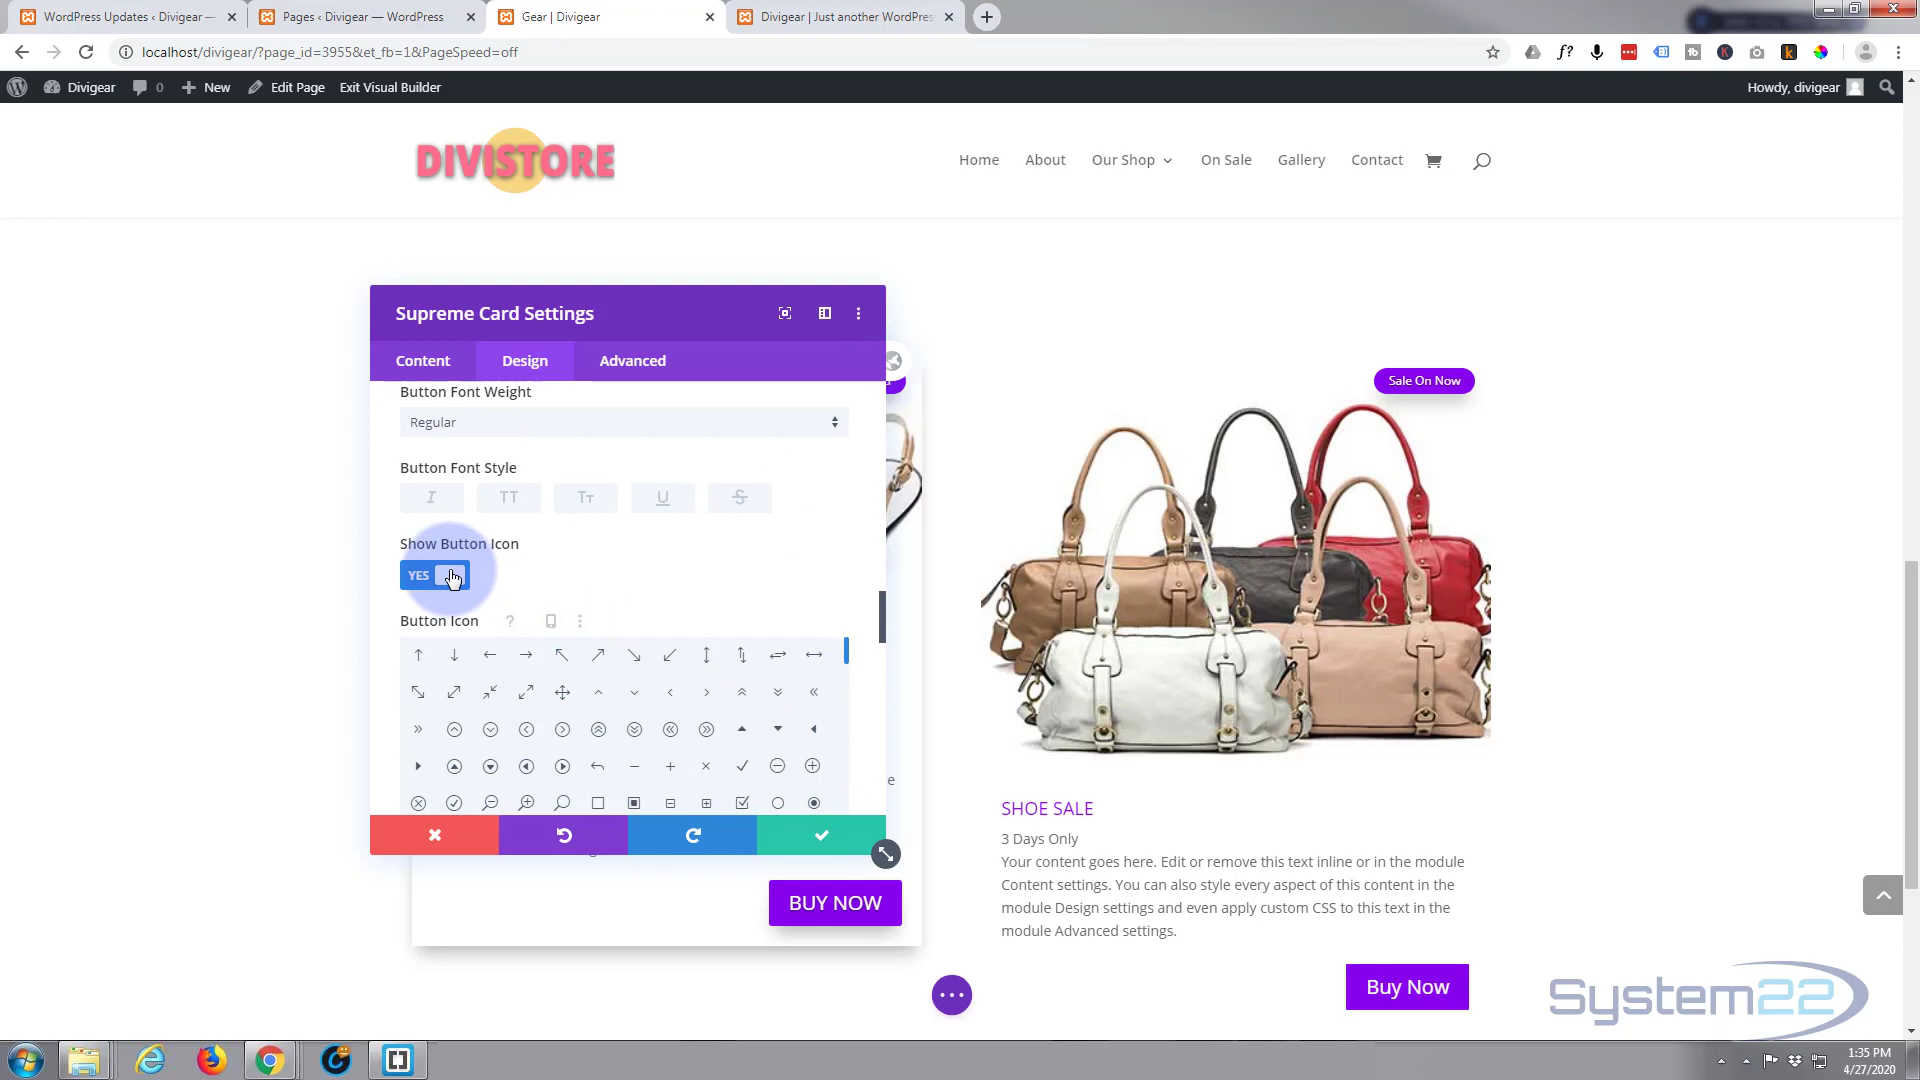 WordPress Updates ‹ Divigear —
Pages ‹ Divigear — WordPress
Gear | Divigear
Divigear | Just another WordPres
localhost/divigear/?page_id=3955&et_fb=1&PageSpeed=off
Divigear
0
New
Edit Page
Exit Visual Builder
Howdy, divigear
DIVISTORE
Home
About
Our Shop
On Sale
Gallery
Contact
Supreme Card Settings
Content
Design
Advanced
Button Font Weight
Regular
Button Font Style
I
TT
Tт
U
S
Show Button Icon
YES
Button Icon
?
Sale On Now
SHOE SALE
3 Days Only
Your content goes here. Edit or remove this text inline or in the module
Content settings. You can also style every aspect of this content in the
module Design settings and even apply custom CSS to this text in the
module Advanced settings.
BUY NOW
Buy Now
System22
1:35 PM
4/27/2020